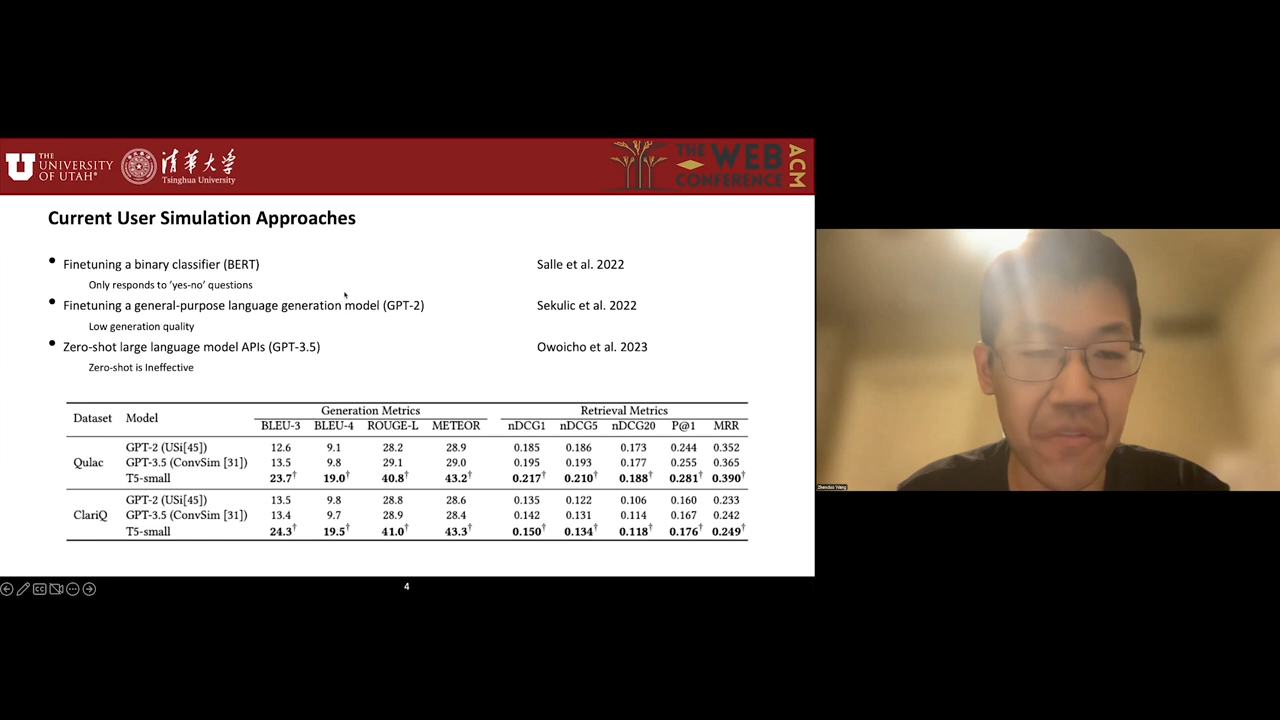 THE
UNIVERSITY
OF UTAH®
清華大学
Tsinghua University
THE WEB
CONFERENCE
ACM
Current User Simulation Approaches
• Finetuning a binary classifier (BERT) Salle et al. 2022
Only responds to ‘yes-no’ questions
• Finetuning a general-purpose language generation model (GPT-2) Sekulic et al. 2022
Low generation quality
• Zero-shot large language model APIs (GPT-3.5) Owoicho et al. 2023
Zero-shot is Ineffective
Generation Metrics Retrieval Metrics
Dataset Model BLEU-3 BLEU-4 ROUGE-L METEOR nDCG1 nDCG5 nDCG20 P@1 MRR
GPT-2 (USi[45]) 12.6 9.1 28.2 28.9 0.185 0.186 0.173 0.244 0.352
Qulac GPT-3.5 (ConvSim [31]) 13.5 9.8 29.1 29.0 0.195 0.193 0.177 0.255 0.365
T5-small 23.7† 19.0† 40.8† 43.2† 0.217† 0.210† 0.188† 0.281† 0.390†
GPT-2 (USi[45]) 13.5 9.8 28.8 28.6 0.135 0.122 0.106 0.160 0.233
ClariQ GPT-3.5 (ConvSim [31]) 13.4 9.7 28.9 28.4 0.142 0.131 0.114 0.167 0.242
T5-small 24.3† 19.5† 41.0† 43.3† 0.150† 0.134† 0.118† 0.176† 0.249†
4
Zhenduo Wang